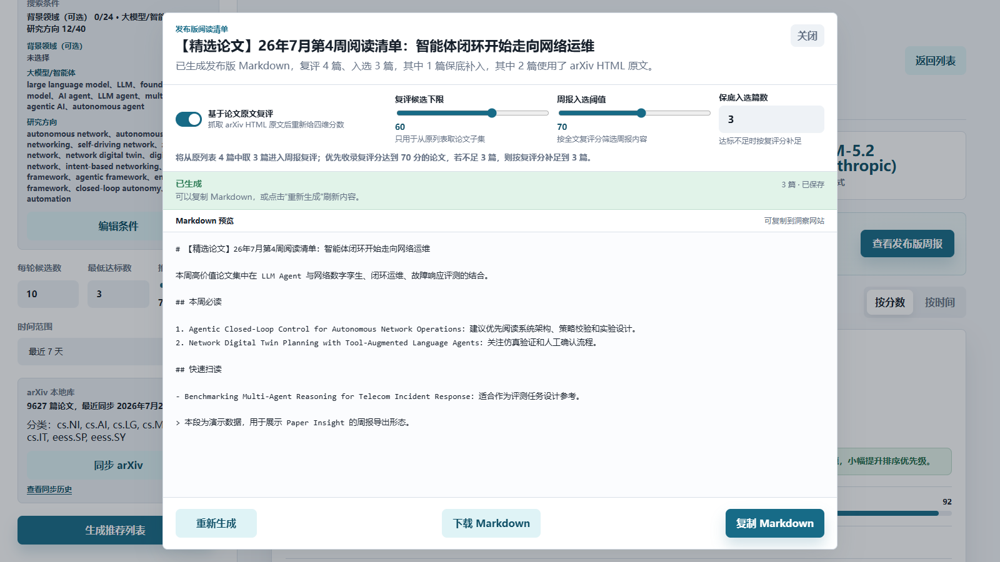 搜索条件
背景领域（可选） 0/24 • 大模型/智能
研究方向 12/40
背景领域（可选）
未选择
大模型/智能体
large language model、LLM、found
model、AI agent、LLM agent、mult
agentic AI、autonomous agent
研究方向
autonomous network、autonomous
networking、self-driving network、
network、network digital twin、dig
network、intent-based networking、
framework、agentic framework、en
framework、closed-loop autonomy、
automation
编辑条件
每轮候选数
最低达标数
10
3
7
时间范围
最近 7 天
arXiv 本地库
9627 篇论文，最近同步 2026年7月2
分类：cs.NI, cs.AI, cs.LG, cs.M
cs.IT, eess.SP, eess.SY
同步 arXiv
查看同步历史
生成推荐列表
发布版阅读清单
【精选论文】26年7月第4周阅读清单：智能体闭环开始走向网络运维
已生成发布版 Markdown，复评 4 篇、入选 3 篇，其中 1 篇保底补入，其中 2 篇使用了 arXiv HTML 原文。
关闭
基于论文原文复评
抓取 arXiv HTML 原文后重新给四维分数
复评候选下限
60
只用于从原列表取论文子集
周报入选阈值
70
按全文复评分筛选周报内容
保底入选篇数
3
达标不足时按复评分补足
将从原列表 4 篇中取 3 篇进入周报复评；优先收录复评分达到 70 分的论文，若不足 3 篇，则按复评分补足到 3 篇。
已生成
可以复制 Markdown，或点击“重新生成”刷新内容。
3 篇 · 已保存
Markdown 预览
可复制到洞察网站
# 【精选论文】26年7月第4周阅读清单：智能体闭环开始走向网络运维
本周高价值论文集中在 LLM Agent 与网络数字孪生、闭环运维、故障响应评测的结合。
## 本周必读
1. Agentic Closed-Loop Control for Autonomous Network Operations：建议优先阅读系统架构、策略校验和实验设计。
2. Network Digital Twin Planning with Tool-Augmented Language Agents：关注仿真验证和人工确认流程。
## 快速扫读
- Benchmarking Multi-Agent Reasoning for Telecom Incident Response：适合作为评测任务设计参考。
> 本段为演示数据，用于展示 Paper Insight 的周报导出形态。
重新生成
下载 Markdown
复制 Markdown
返回列表
M-5.2
thropic)
式
查看发布版周报
按分数
按时间
，小幅提升排序优先级。
92